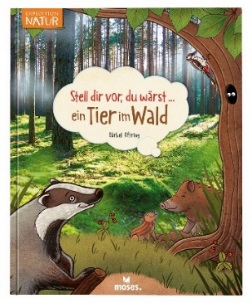 EXPEDITION
NATUR
Stell dir vor, du wärst ...
ein Tier im Wald
Bärbel Oftring
moses.